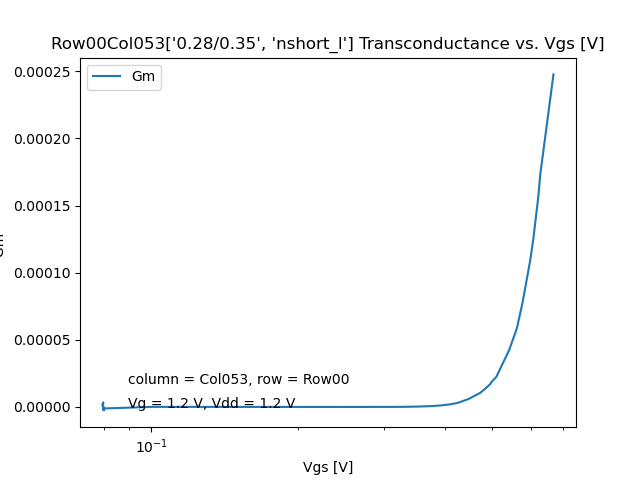 Row00Col053['0.28/0.35', 'nshort_l'] Transconductance vs. Vgs [V]
Gm
0.00025
0.00020
0.00015
0.00010
0.00005
0.00000
column = Col053, row = Row00
Vg = 1.2 V, Vdd = 1.2 V
10⁻¹
Vgs [V]